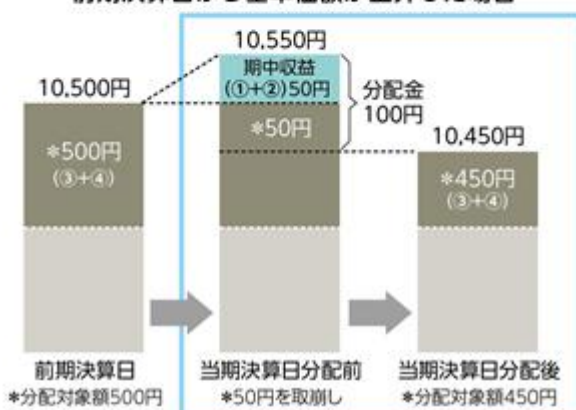 前期決算日から基準価額が上昇した場合
10,550円
期中収益
(①+②)50円
10,500円
分配金
100円
*50円
10,450円
*500円
(③+④)
*450円
(③+④)
前期決算日
*分配対象額500円
当期決算日分配前
*50円を取崩し
当期決算日分配後
*分配対象額450円